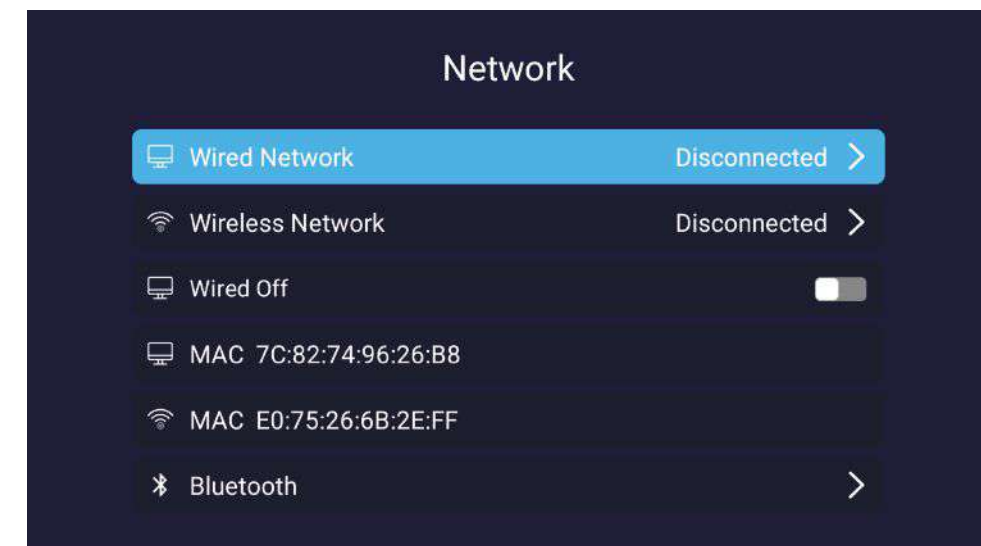 Network
Wired Network Disconnected
Wireless Network Disconnected
Wired Off
MAC 7C:82:74:96:26:B8
MAC E0:75:26:6B:2E:FF
Bluetooth